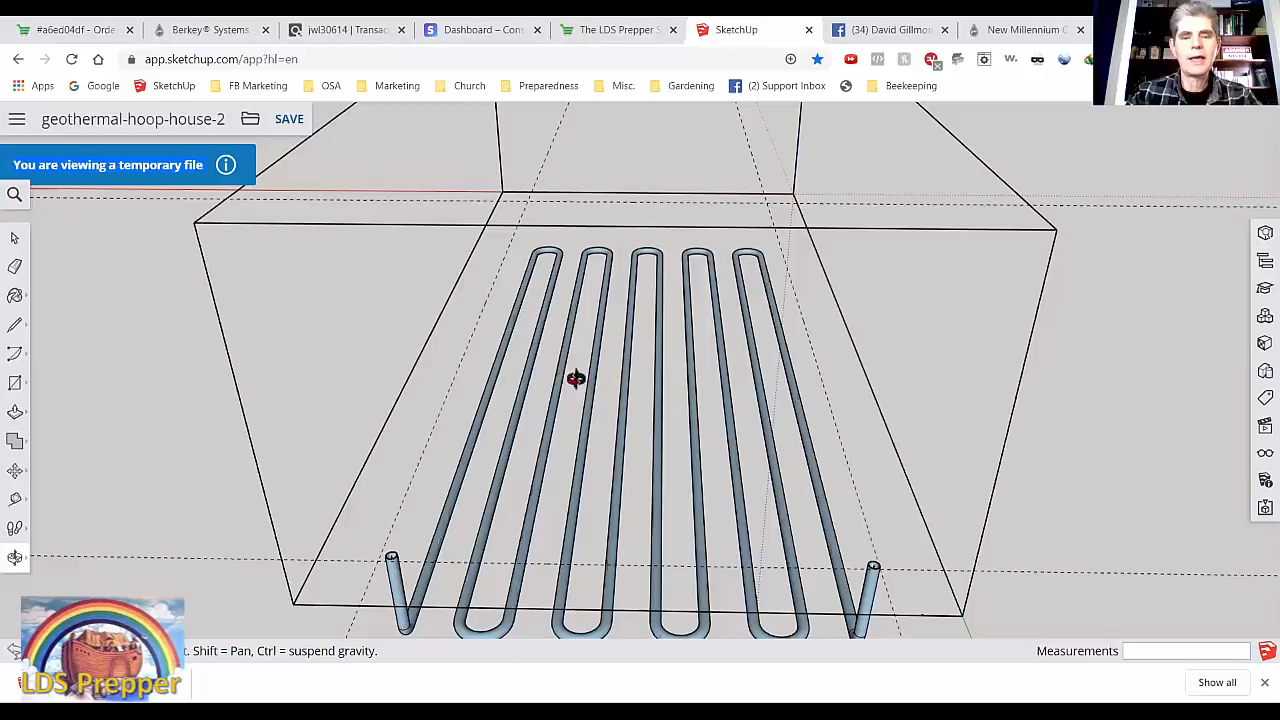 #a6ed04df - Orde
Berkey® Systems
jwl30614 | Transac
Dashboard – Con
The LDS Prepper S
SketchUp
(34) David Gillmor
New Millennium C
app.sketchup.com/app?hl=en
Apps
Google
SketchUp
FB Marketing
OSA
Marketing
Church
Preparedness
Misc.
Gardening
(2) Support Inbox
Beekeeping
geothermal-hoop-house-2
SAVE
You are viewing a temporary file
t. Shift = Pan, Ctrl = suspend gravity.
Measurements
LDS Prepper
Show all